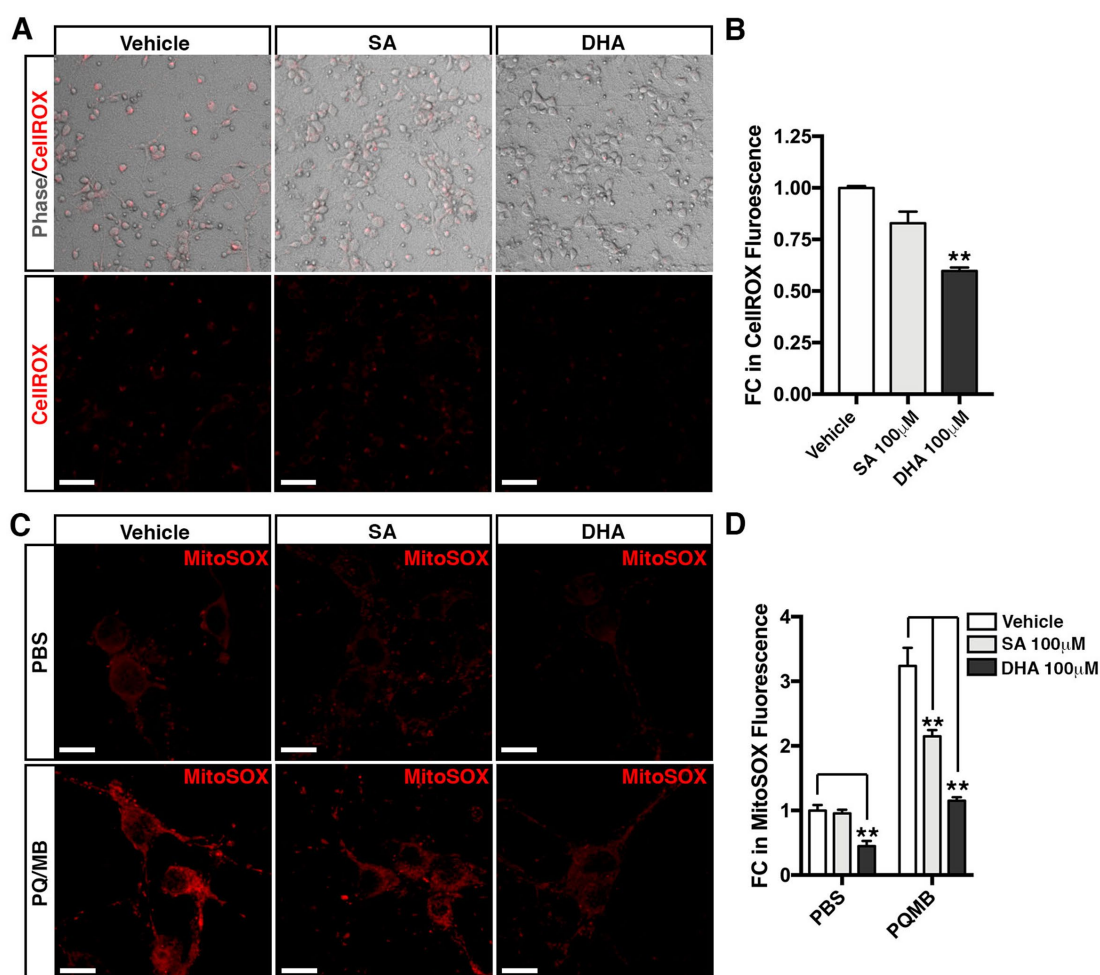 A
Vehicle SA DHA
Phase/CellROX
CellROX
B
FC in CellROX Fluroescence
1.25
1.00
0.75
0.50
0.25
0.00
**
Vehicle
SA 100μM
DHA 100μM
C
Vehicle SA DHA
PBS
MitoSOX MitoSOX MitoSOX
PQ/MB
MitoSOX MitoSOX MitoSOX
D
FC in MitoSOX Fluorescence
4
3
2
1
0
**
**
**
PBS
PQMB
Vehicle
SA 100μM
DHA 100μM